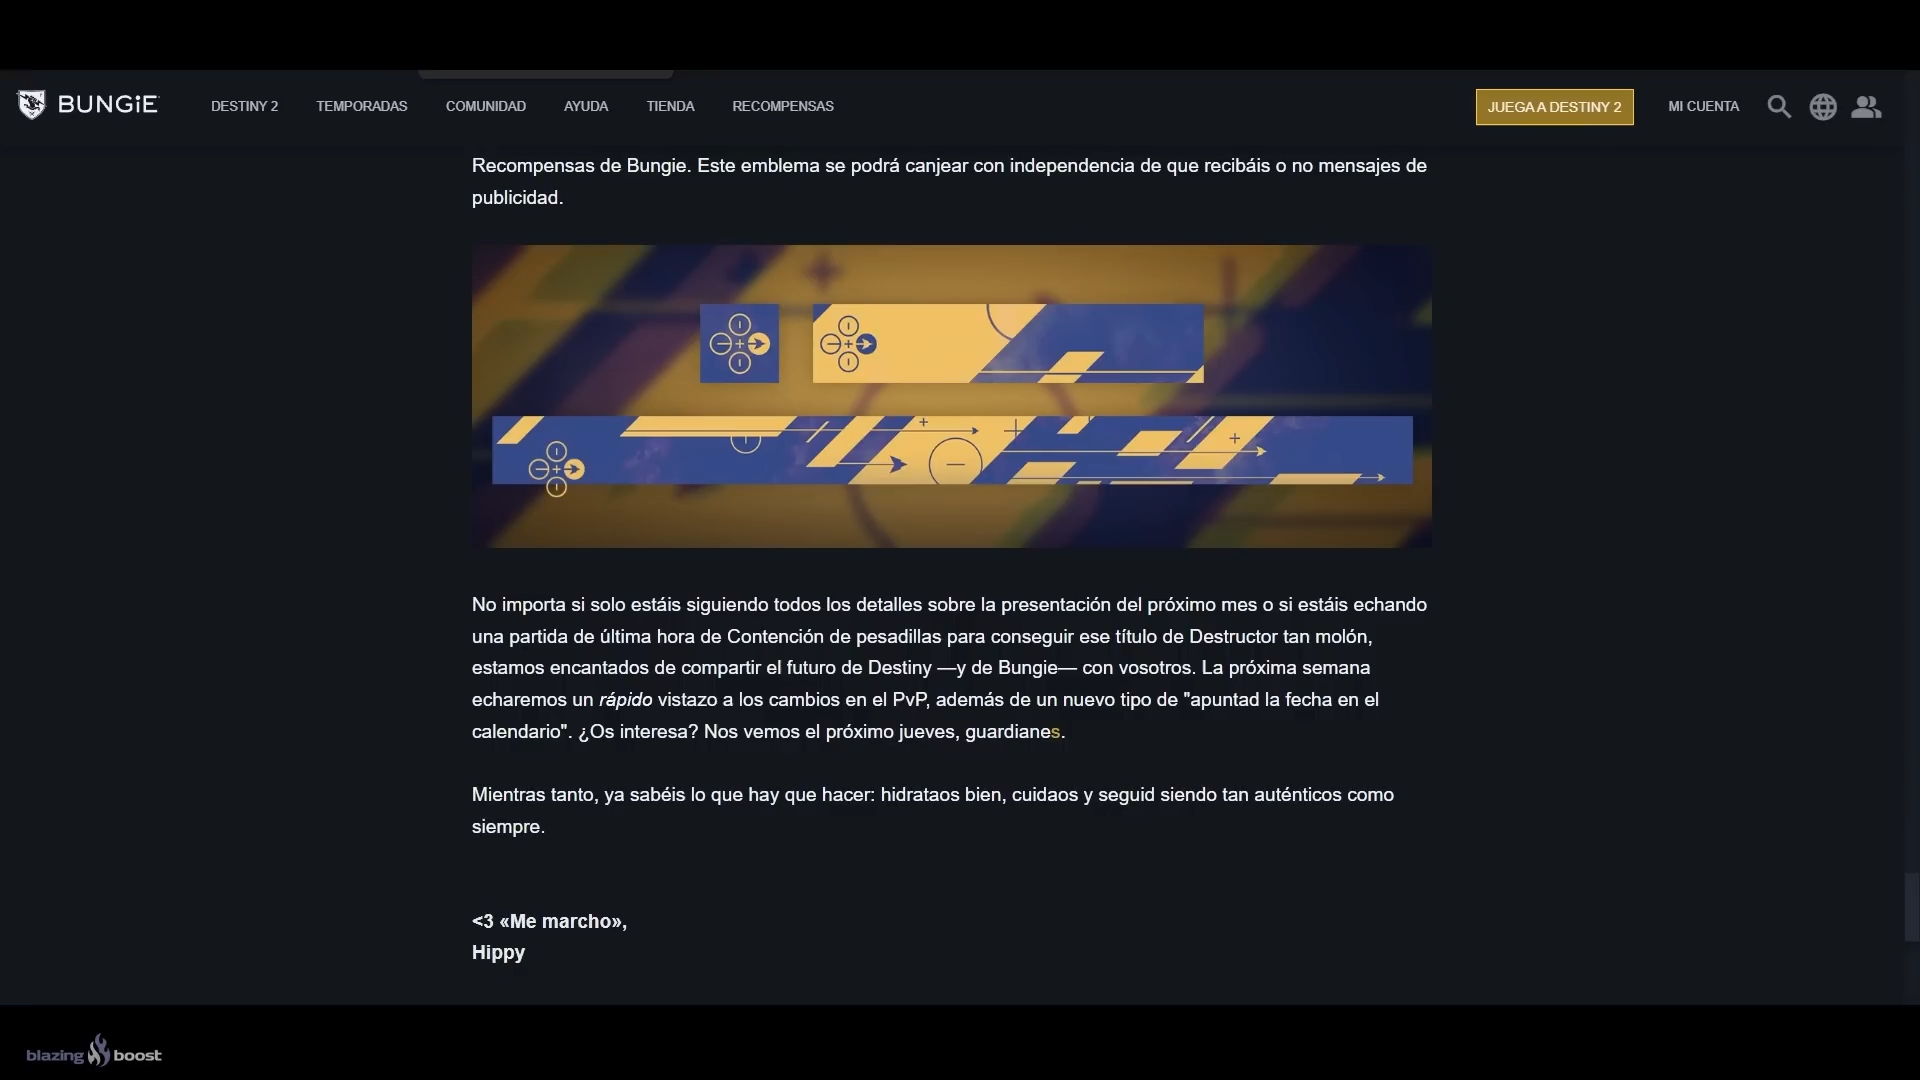 BUNGiE
DESTINY 2
TEMPORADAS
COMUNIDAD
AYUDA
TIENDA
RECOMPENSAS
JUEGA A DESTINY 2
MI CUENTA
Recompensas de Bungie. Este emblema se podrá canjear con independencia de que recibáis o no mensajes de
publicidad.
No importa si solo estáis siguiendo todos los detalles sobre la presentación del próximo mes o si estáis echando
una partida de última hora de Contención de pesadillas para conseguir ese título de Destructor tan molón,
estamos encantados de compartir el futuro de Destiny —y de Bungie— con vosotros. La próxima semana
echaremos un rápido vistazo a los cambios en el PvP, además de un nuevo tipo de "apuntad la fecha en el
calendario". ¿Os interesa? Nos vemos el próximo jueves, guardianes.
Mientras tanto, ya sabéis lo que hay que hacer: hidrataos bien, cuidaos y seguid siendo tan auténticos como
siempre.
<3 «Me marcho»,
Hippy
blazing boost